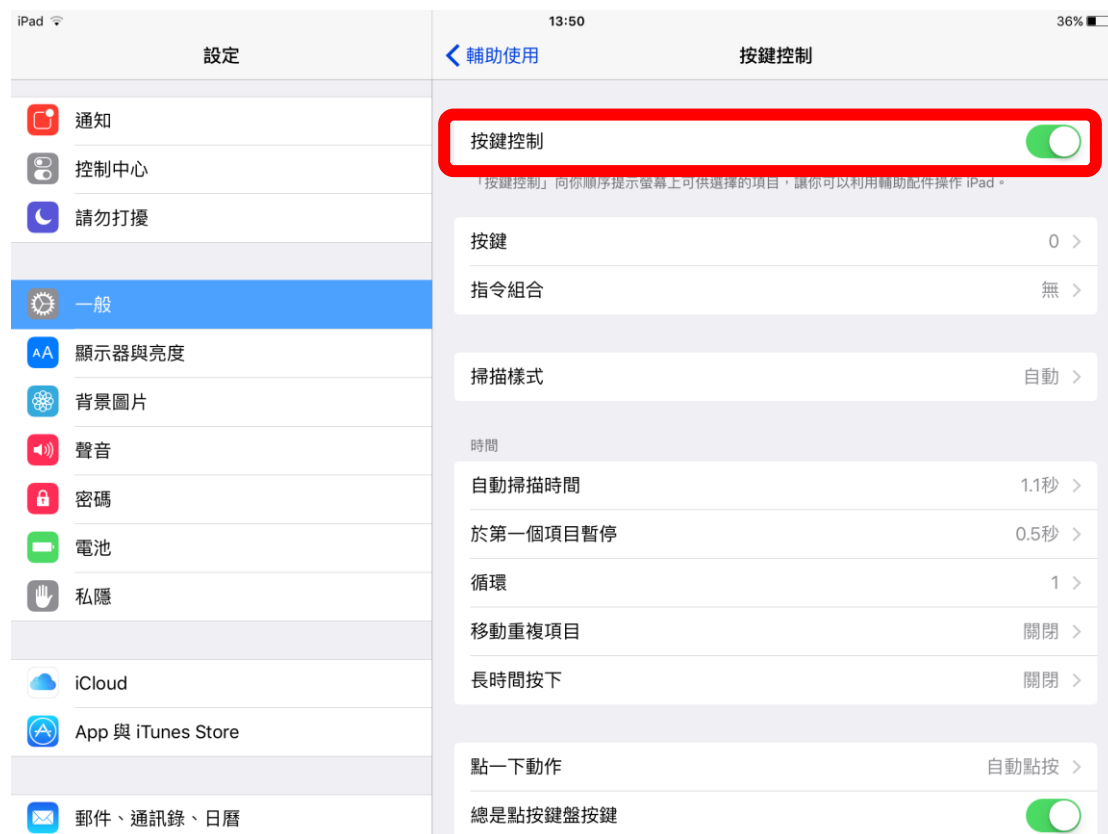 iPad
13:50
36%
設定
輔助使用
按鍵控制
通知
控制中心
請勿打擾
一般
AA 顯示器與亮度
背景圖片
聲音
密碼
電池
私隱
iCloud
App 與 iTunes Store
郵件、通訊錄、日曆
按鍵控制
「按鍵控制」向你順序提示螢幕上可供選擇的項目，讓你可以利用輔助配件操作 iPad。
按鍵 0
指令組合 無
掃描樣式 自動
時間
自動掃描時間 1.1秒
於第一個項目暫停 0.5秒
循環 1
移動重複項目 關閉
長時間按下 關閉
點一下動作 自動點按
總是點按鍵盤按鍵